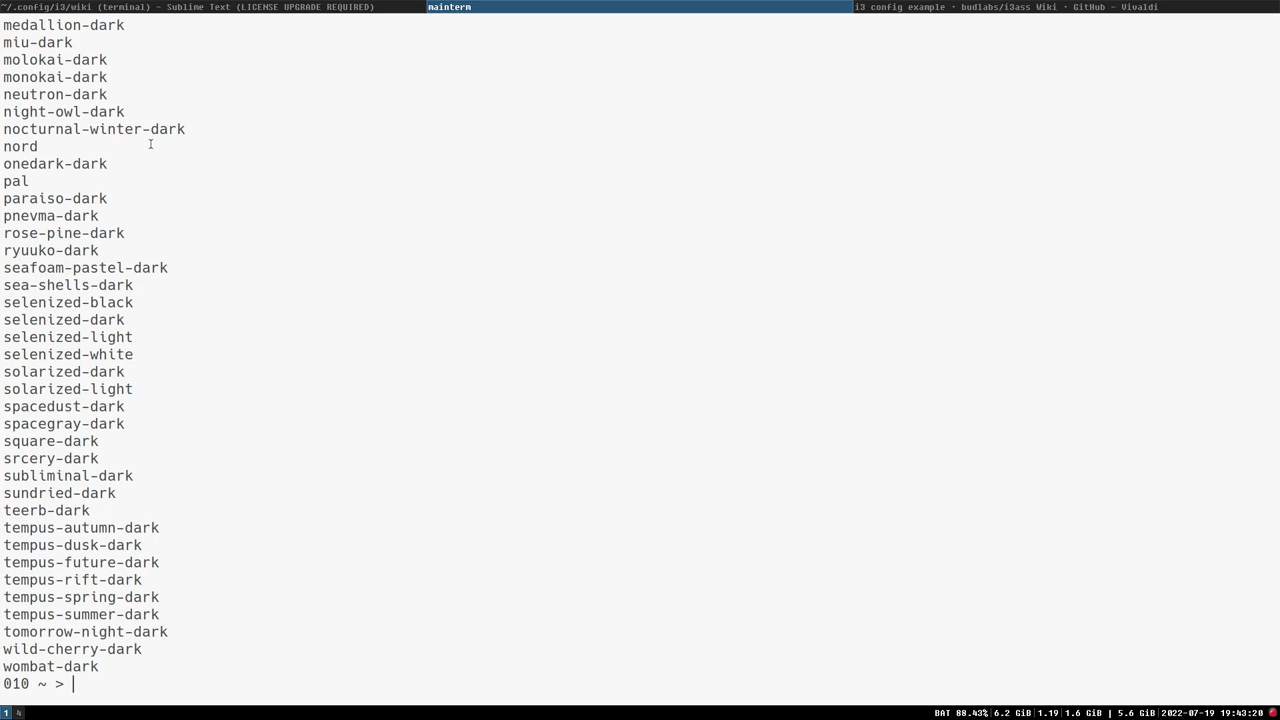 ~/.config/i3/wiki (terminal) - Sublime Text (LICENSE UPGRADE REQUIRED)
mainterm
i3 config example · budlabs/i3ass Wiki · GitHub - Vivaldi
medallion-dark
miu-dark
molokai-dark
monokai-dark
neutron-dark
night-owl-dark
nocturnal-winter-dark
nord
onedark-dark
pal
paraiso-dark
pnevma-dark
rose-pine-dark
ryuuko-dark
seafoam-pastel-dark
sea-shells-dark
selenized-black
selenized-dark
selenized-light
selenized-white
solarized-dark
solarized-light
spacedust-dark
spacegray-dark
square-dark
srcery-dark
subliminal-dark
sundried-dark
teerb-dark
tempus-autumn-dark
tempus-dusk-dark
tempus-future-dark
tempus-rift-dark
tempus-spring-dark
tempus-summer-dark
tomorrow-night-dark
wild-cherry-dark
wombat-dark
010 ~ >
1 4
BAT 88.43%|6.2 GiB|1.19|1.6 GiB | 5.6 GiB|2022-07-19 19:43:20